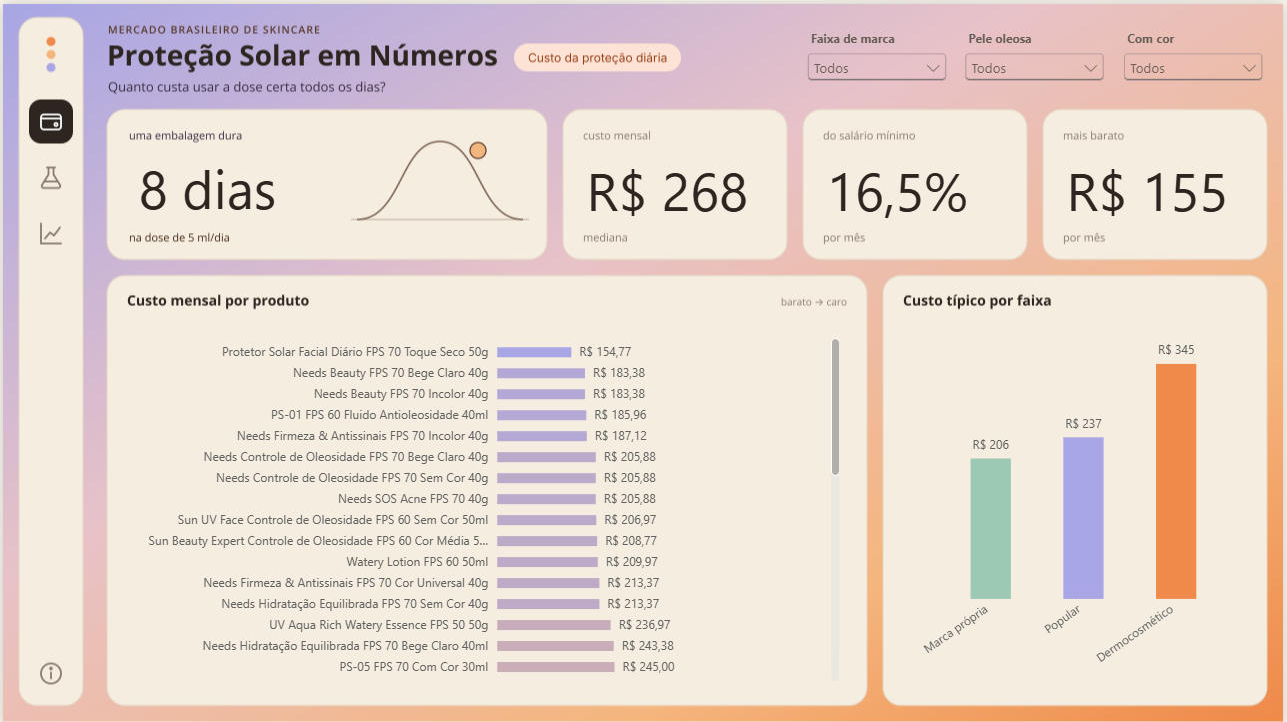 MERCADO BRASILEIRO DE SKINCARE
Proteção Solar em Números
Custo da proteção diária
Quanto custa usar a dose certa todos os dias?
Faixa de marca
Todos
Pele oleosa
Todos
Com cor
Todos
uma embalagem dura
8 dias
na dose de 5 ml/dia
custo mensal
R$ 268
mediana
do salário mínimo
16,5%
por mês
mais barato
R$ 155
por mês
Custo mensal por produto
barato → caro
Protetor Solar Facial Diário FPS 70 Toque Seco 50g R$ 154,77
Needs Beauty FPS 70 Bege Claro 40g R$ 183,38
Needs Beauty FPS 70 Incolor 40g R$ 183,38
PS-01 FPS 60 Fluido Antioleosidade 40ml R$ 185,96
Needs Firmeza & Antissinais FPS 70 Incolor 40g R$ 187,12
Needs Controle de Oleosidade FPS 70 Bege Claro 40g R$ 205,88
Needs Controle de Oleosidade FPS 70 Sem Cor 40g R$ 205,88
Needs SOS Acne FPS 70 40g R$ 205,88
Sun UV Face Controle de Oleosidade FPS 60 Sem Cor 50ml R$ 206,97
Sun Beauty Expert Controle de Oleosidade FPS 60 Cor Média 5... R$ 208,77
Watery Lotion FPS 60 50ml R$ 209,97
Needs Firmeza & Antissinais FPS 70 Cor Universal 40g R$ 213,37
Needs Hidratação Equilibrada FPS 70 Sem Cor 40g R$ 213,37
UV Aqua Rich Watery Essence FPS 50 50g R$ 236,97
Needs Hidratação Equilibrada FPS 70 Bege Claro 40ml R$ 243,38
PS-05 FPS 70 Com Cor 30ml R$ 245,00
Custo típico por faixa
R$ 206
R$ 237
R$ 345
Marca própria
Popular
Dermocosmético